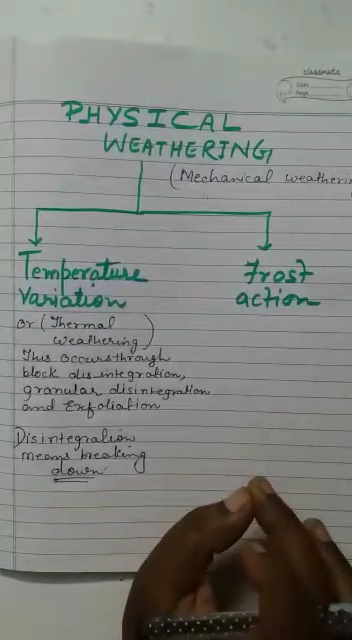 classmate
Date
Page
PHYSICAL
WEATHERING
(Mechanical weatherin
Temperature
Variation
Frost
action
or (Thermal
weathering)
This occurs through
block disintegration,
granular disintegration
and Exfoliation
Disintegration
means breaking
down